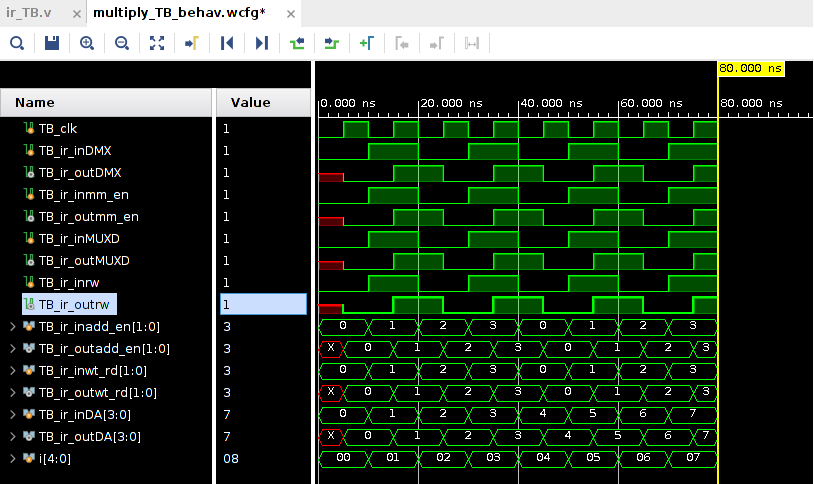 ir_TB.v × multiply_TB_behav.wcfg* ×
80.000 ns
Name Value 0.000 ns 20.000 ns 40.000 ns 60.000 ns 80.000 ns
TB_clk 1
TB_ir_inDMX 1
TB_ir_outDMX 1
TB_ir_inmm_en 1
TB_ir_outmm_en 1
TB_ir_inMUXD 1
TB_ir_outMUXD 1
TB_ir_inrw 1
TB_ir_outrw 1
TB_ir_inadd_en[1:0] 3 0 1 2 3 0 1 2 3
TB_ir_outadd_en[1:0] 3 X 0 1 2 3 0 1 2 3
TB_ir_inwt_rd[1:0] 3 0 1 2 3 0 1 2 3
TB_ir_outwt_rd[1:0] 3 X 0 1 2 3 0 1 2 3
TB_ir_inDA[3:0] 7 0 1 2 3 4 5 6 7
TB_ir_outDA[3:0] 7 X 0 1 2 3 4 5 6 7
i[4:0] 08 00 01 02 03 04 05 06 07